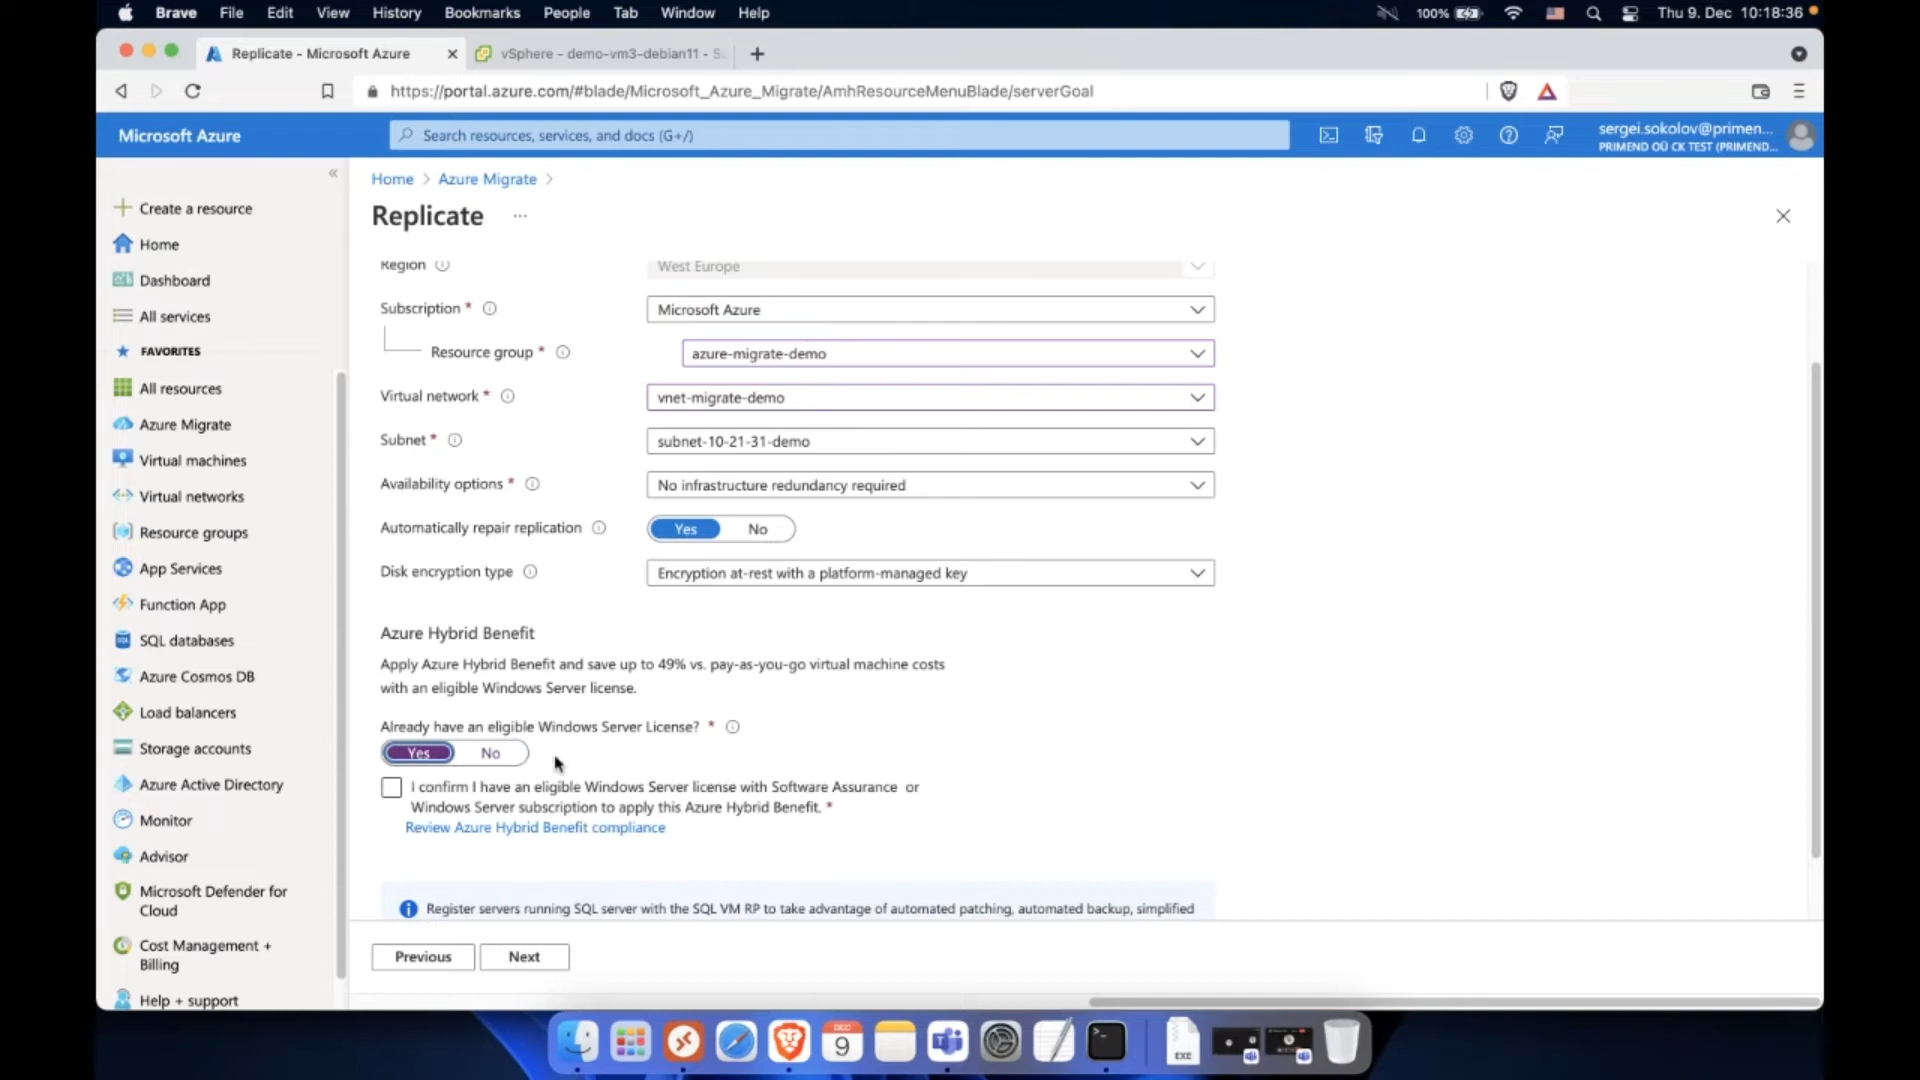 Brave File Edit View History Bookmarks People Tab Window Help 100% Thu 9. Dec 10:18:36
Replicate - Microsoft Azure vSphere - demo-vm3-debian11 - S
https://portal.azure.com/#blade/Microsoft_Azure_Migrate/AmhResourceMenuBlade/serverGoal
Microsoft Azure
Search resources, services, and docs (G+/)
sergei.sokolov@primen...
PRIMEND OÜ CK TEST (PRIMEND...
Create a resource
Home
Dashboard
All services
FAVORITES
All resources
Azure Migrate
Virtual machines
Virtual networks
Resource groups
App Services
Function App
SQL databases
Azure Cosmos DB
Load balancers
Storage accounts
Azure Active Directory
Monitor
Advisor
Microsoft Defender for
Cloud
Cost Management +
Billing
Help + support
Home > Azure Migrate >
Replicate ...
Region West Europe
Subscription * Microsoft Azure
Resource group * azure-migrate-demo
Virtual network * vnet-migrate-demo
Subnet * subnet-10-21-31-demo
Availability options * No infrastructure redundancy required
Automatically repair replication Yes No
Disk encryption type Encryption at-rest with a platform-managed key
Azure Hybrid Benefit
Apply Azure Hybrid Benefit and save up to 49% vs. pay-as-you-go virtual machine costs
with an eligible Windows Server license.
Already have an eligible Windows Server License? *
Yes No
I confirm I have an eligible Windows Server license with Software Assurance or
Windows Server subscription to apply this Azure Hybrid Benefit. *
Review Azure Hybrid Benefit compliance
Register servers running SQL server with the SQL VM RP to take advantage of automated patching, automated backup, simplified
Previous Next
DEC
9
EXE